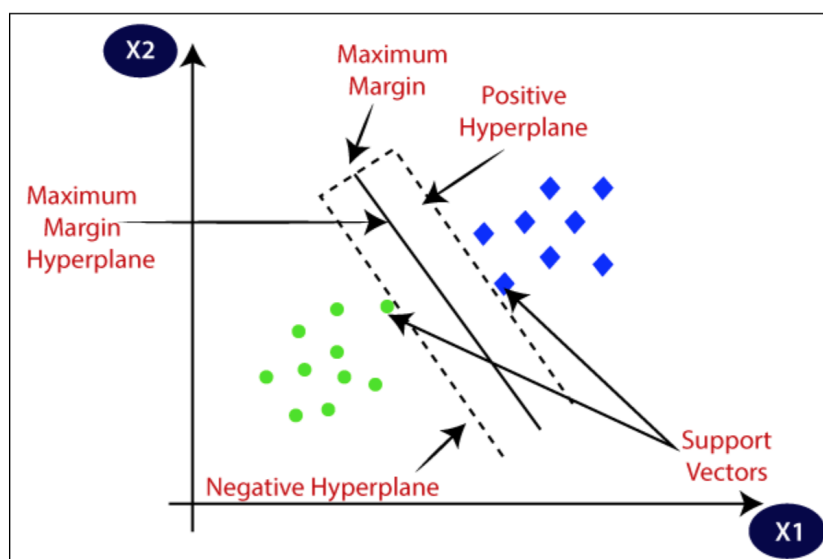 X2
Maximum
Margin
Positive
Hyperplane
Maximum
Margin
Hyperplane
Support
Vectors
Negative Hyperplane
X1